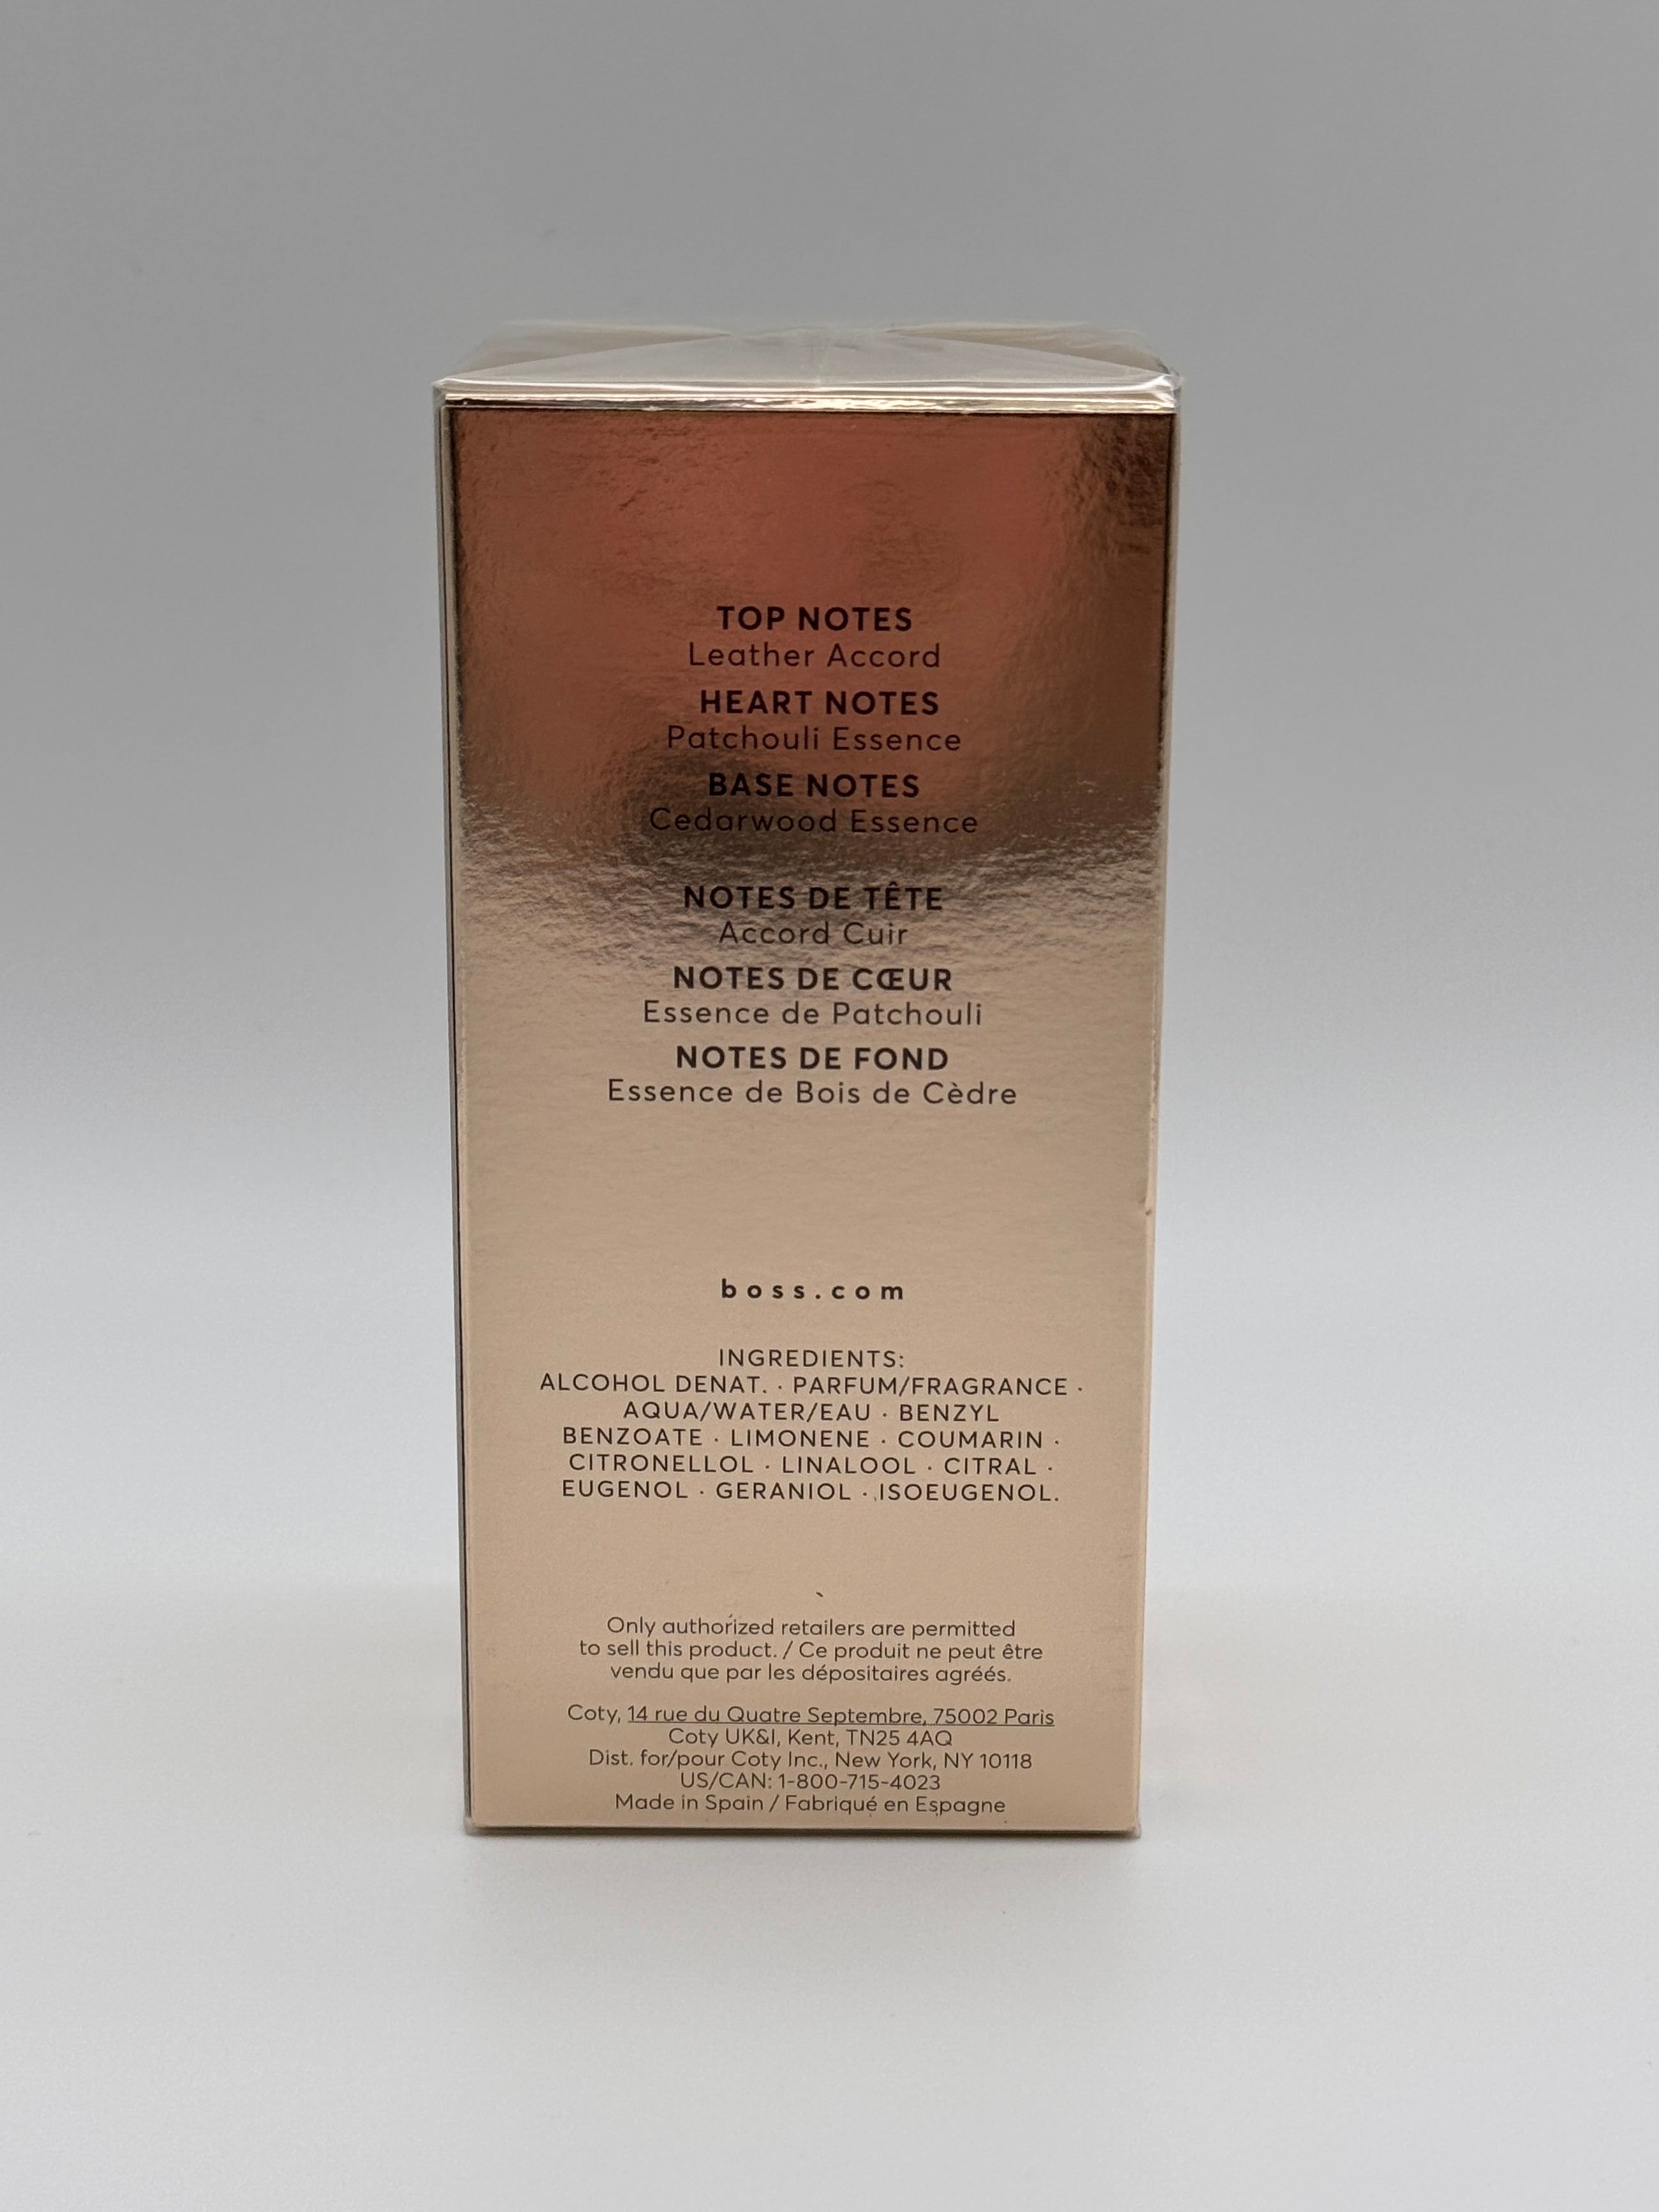 TOP NOTES
Leather Accord
HEART NOTES
Patchouli Essence
BASE NOTES
Cedarwood Essence
NOTES DE TÊTE
Accord Cuir
NOTES DE CŒUR
Essence de Patchouli
NOTES DE FOND
Essence de Bois de Cèdre
boss.com
INGREDIENTS:
ALCOHOL DENAT. · PARFUM/FRAGRANCE ·
AQUA/WATER/EAU · BENZYL
BENZOATE · LIMONENE · COUMARIN ·
CITRONELLOL · LINALOOL · CITRAL ·
EUGENOL · GERANIOL · ISOEUGENOL.
Only authorized retailers are permitted
to sell this product. / Ce produit ne peut être
vendu que par les dépositaires agréés.
Coty, 14 rue du Quatre Septembre, 75002 Paris
Coty UK&I, Kent, TN25 4AQ
Dist. for/pour Coty Inc., New York, NY 10118
US/CAN: 1-800-715-4023
Made in Spain / Fabriqué en Espagne